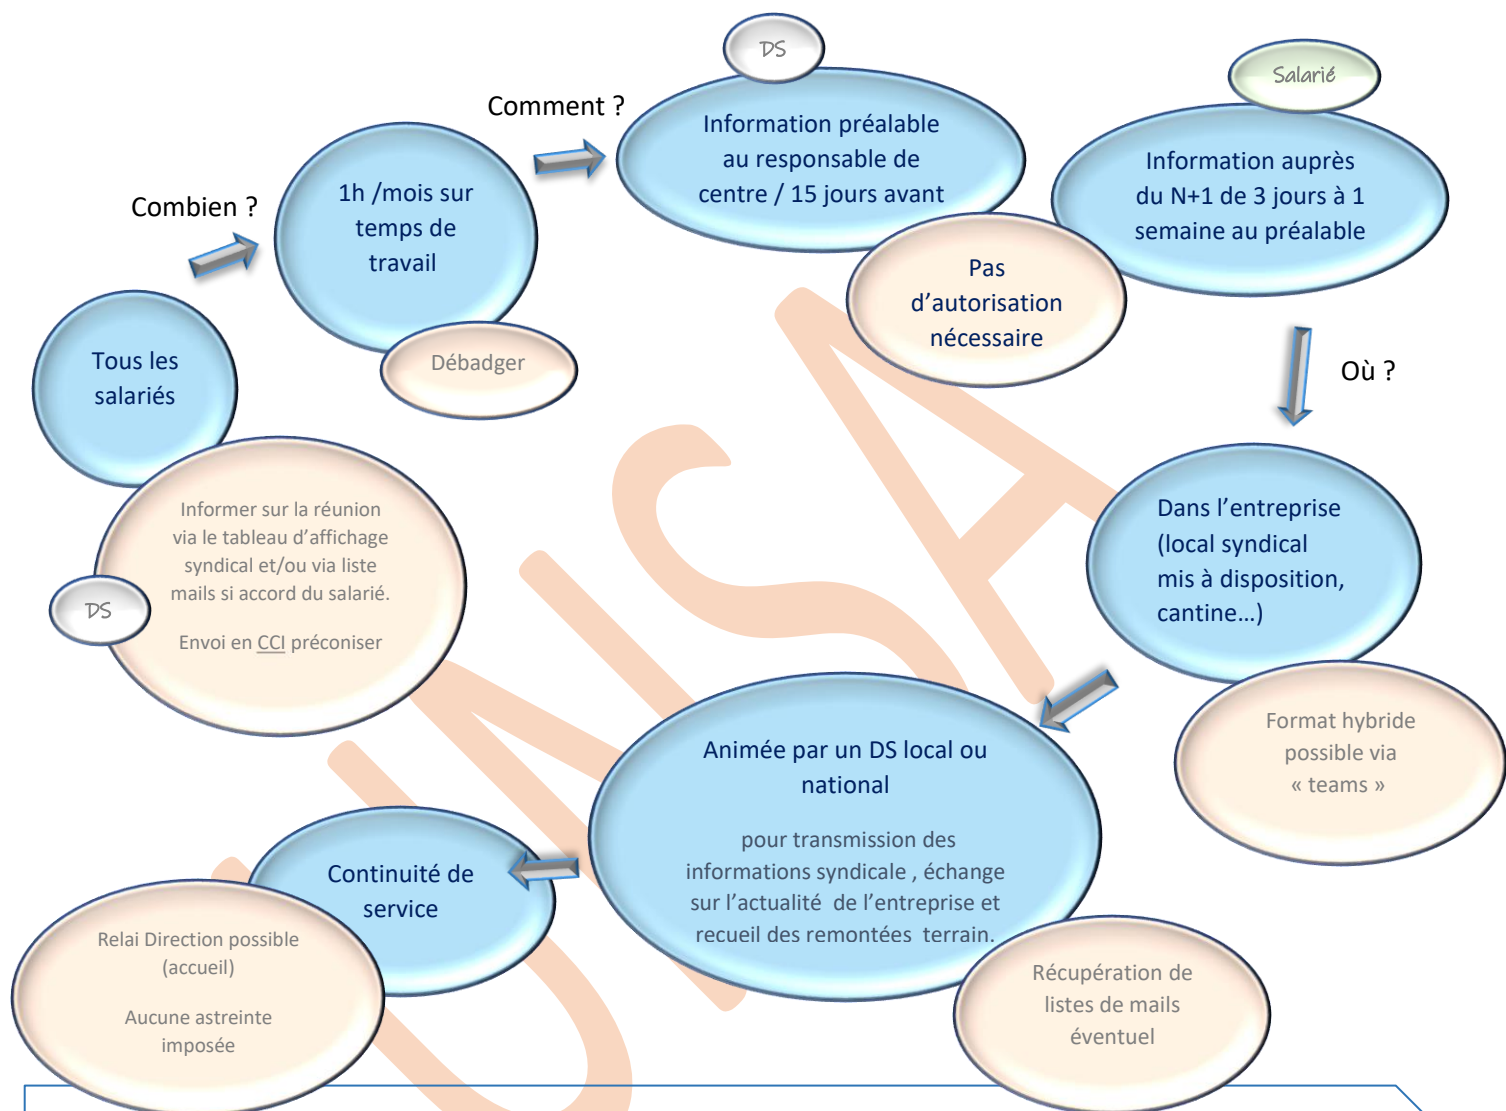 Tous les
salariés
Informer sur la réunion
via le tableau d’affichage
syndical et/ou via liste
mails si accord du salarié.
Envoi en CCI préconiser
DS
Combien ?
1h /mois sur
temps de
travail
Débadger
Comment ?
DS
Information préalable
au responsable de
centre / 15 jours avant
Salarié
Information auprès
du N+1 de 3 jours à 1
semaine au préalable
Pas
d’autorisation
nécessaire
Où ?
Dans l’entreprise
(local syndical
mis à disposition,
cantine…)
Format hybride
possible via
« teams »
Animée par un DS local ou
national
pour transmission des
informations syndicale , échange
sur l’actualité de l’entreprise et
recueil des remontées terrain.
Récupération de
listes de mails
éventuel
Continuité de
service
Relai Direction possible
(accueil)
Aucune astreinte
imposée
UNSA